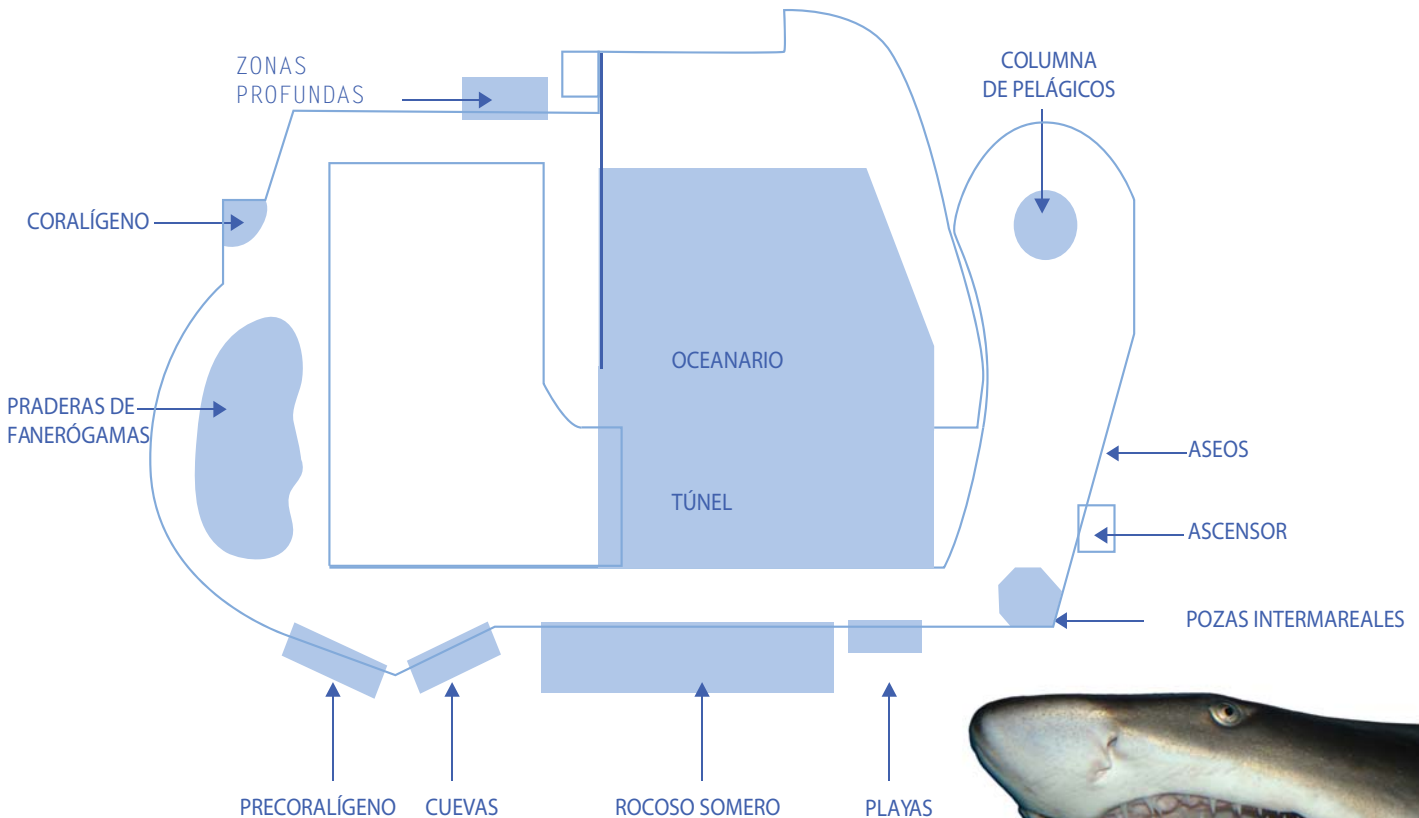 ZONAS
PROFUNDAS
COLUMNA
DE PELÁGICOS
CORALÍGENO
OCEANARIO
PRADERAS DE
FANERÓGAMAS
ASEOS
TÚNEL
ASCENSOR
POZAS INTERMAREALES
PRECORALÍGENO
CUEVAS
ROCOSO SOMERO
PLAYAS